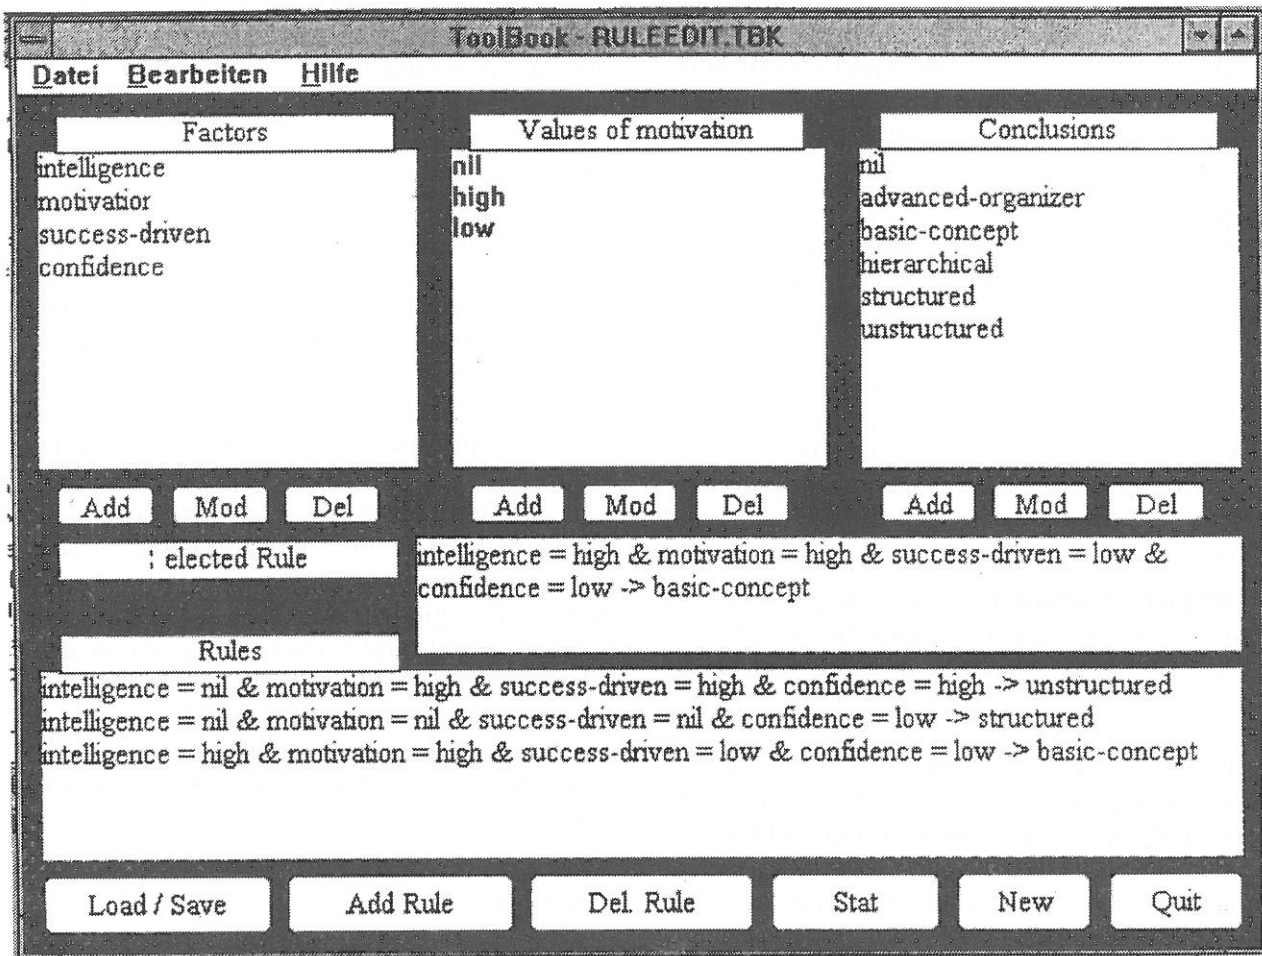 ToolBook - RULEEDIT.TBK
Datei Bearbeiten Hilfe
Factors
intelligence
motivatior
success-driven
confidence
Values of motivation
nil
high
low
Conclusions
nil
advanced-organizer
basic-concept
hierarchical
structured
unstructured
Add Mod Del
Add Mod Del
Add Mod Del
: elected Rule
intelligence = high & motivation = high & success-driven = low &
confidence = low -> basic-concept
Rules
intelligence = nil & motivation = high & success-driven = high & confidence = high -> unstructured
intelligence = nil & motivation = nil & success-driven = nil & confidence = low -> structured
intelligence = high & motivation = high & success-driven = low & confidence = low -> basic-concept
Load / Save Add Rule Del. Rule Stat New Quit